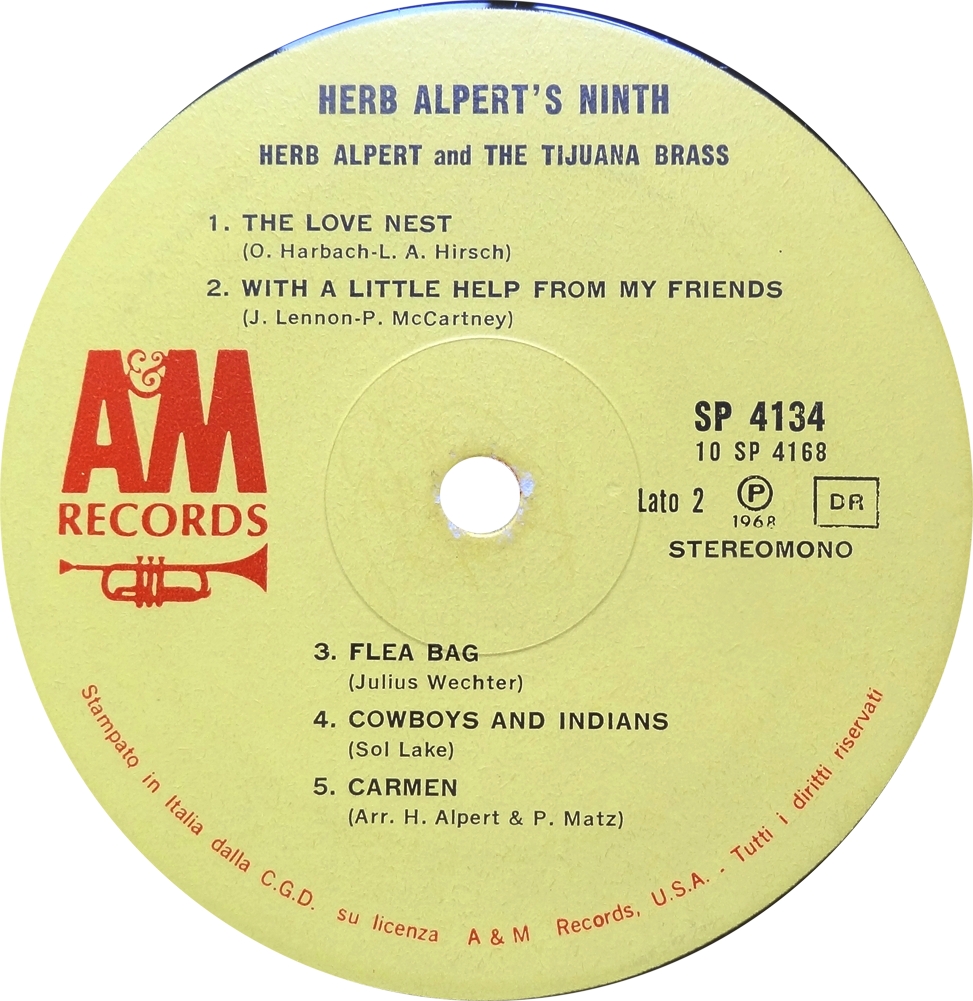 HERB ALPERT'S NINTH
HERB ALPERT and THE TIJUANA BRASS
1. THE LOVE NEST
(O. Harbach-L. A. Hirsch)
2. WITH A LITTLE HELP FROM MY FRIENDS
(J. Lennon-P. McCartney)
A&M
RECORDS
SP 4134
10 SP 4168
Lato 2 Ⓟ DR
1968
STEREOMONO
3. FLEA BAG
(Julius Wechter)
4. COWBOYS AND INDIANS
(Sol Lake)
5. CARMEN
(Arr. H. Alpert & P. Matz)
Stampato in Italia dalla C.G.D. su licenza A & M Records, U.S.A. - Tutti i diritti riservati